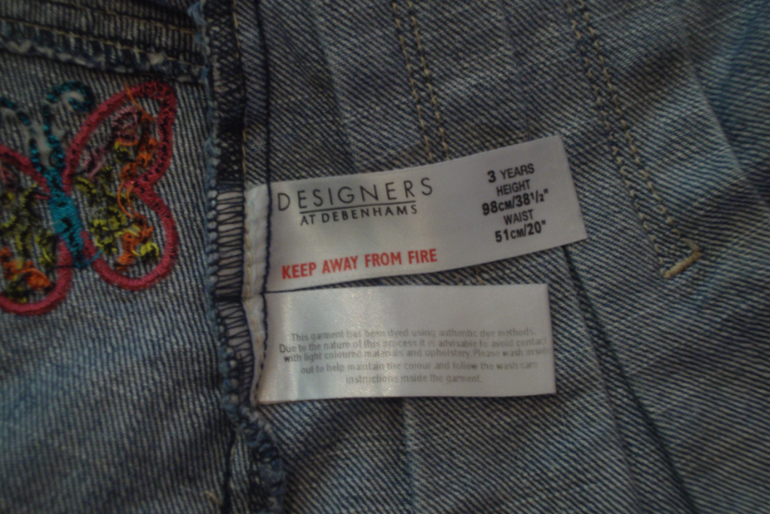 DESIGNERS
AT DEBENHAMS
KEEP AWAY FROM FIRE
3 YEARS
HEIGHT
98CM/38½"
WAIST
51CM/20"
This garment has been dyed using authentic dye methods.
Due to the nature of this process it is advisable to avoid contact
with light coloured materials and upholstery. Please wash inside
out to help maintain the colour and follow the wash care
instructions inside the garment.